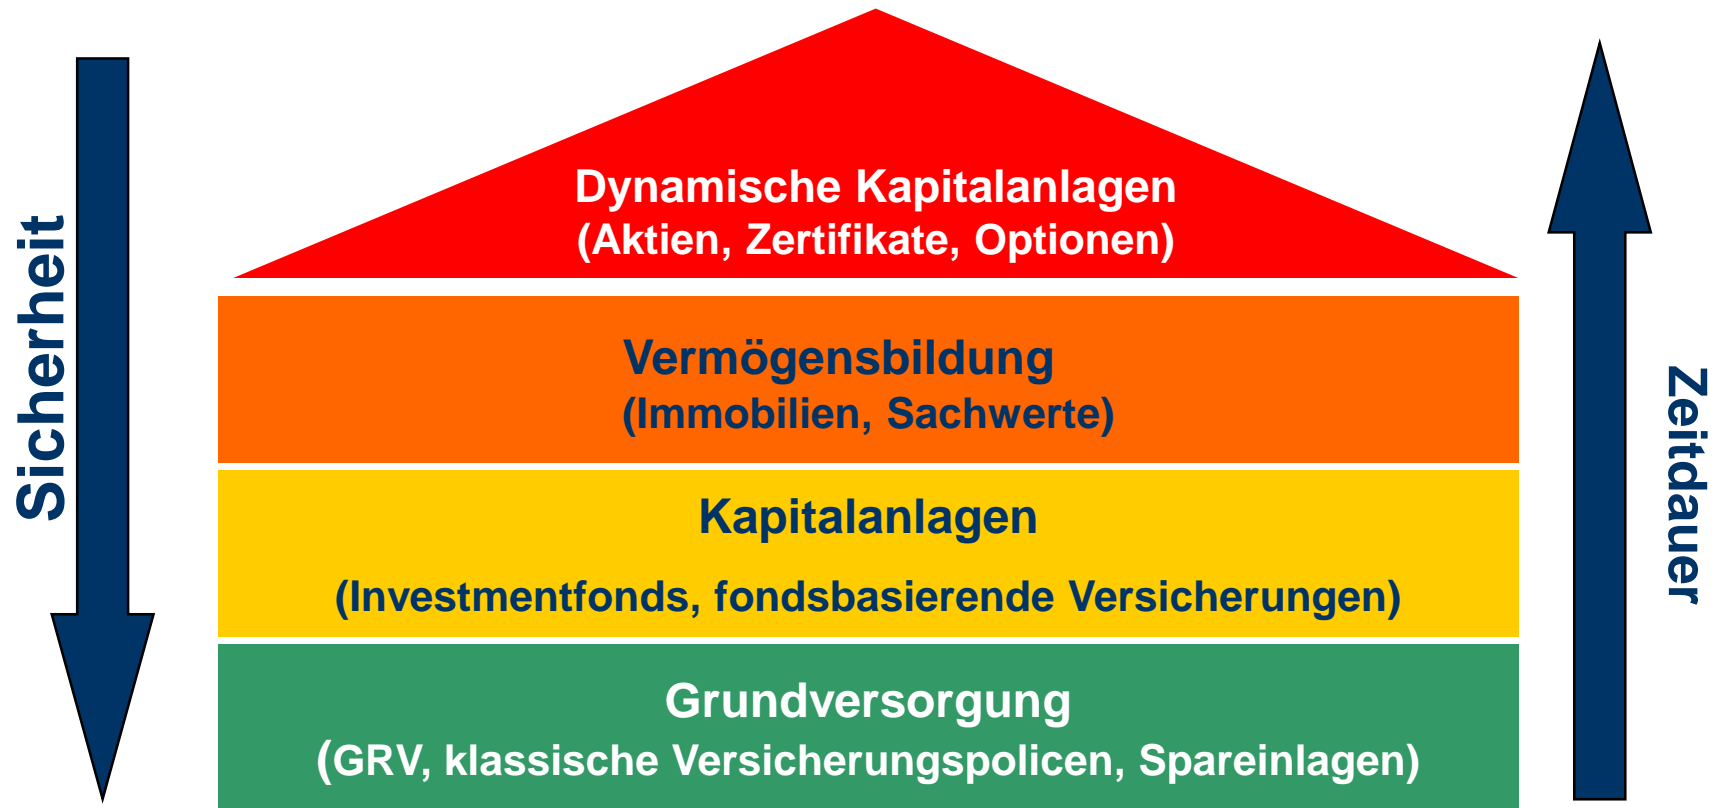 Sicherheit
Dynamische Kapitalanlagen
(Aktien, Zertifikate, Optionen)
Vermögensbildung
(Immobilien, Sachwerte)
Kapitalanlagen
(Investmentfonds, fondsbasierende Versicherungen)
Grundversorgung
(GRV, klassische Versicherungspolicen, Spareinlagen)
Zeitdauer